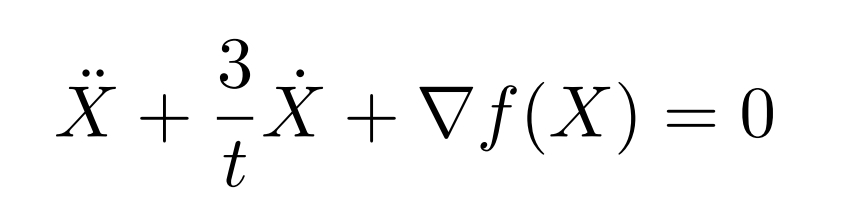 Ẍ + 3/t Ẋ + ∇f(X) = 0